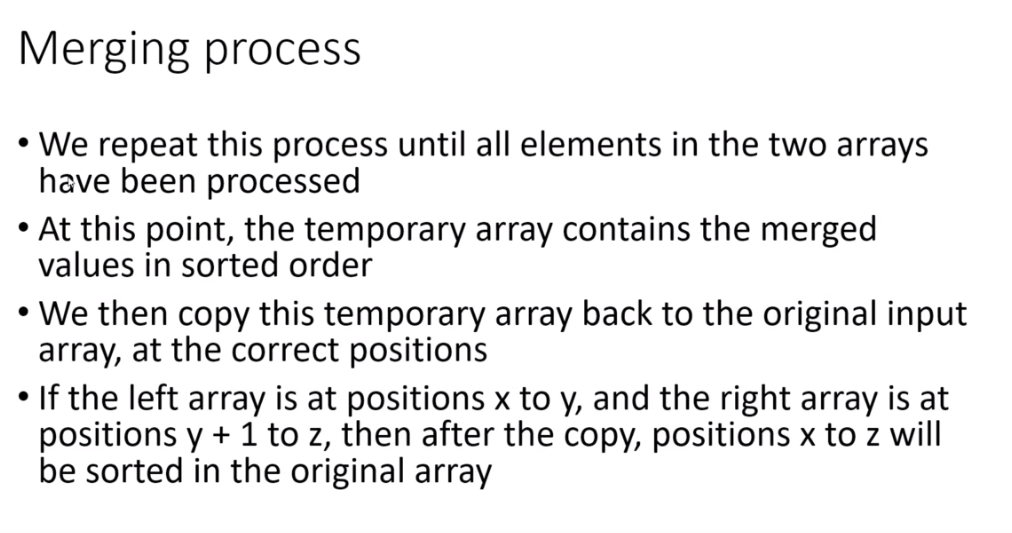 Merging process
• We repeat this process until all elements in the two arrays
have been processed
• At this point, the temporary array contains the merged
values in sorted order
• We then copy this temporary array back to the original input
array, at the correct positions
• If the left array is at positions x to y, and the right array is at
positions y + 1 to z, then after the copy, positions x to z will
be sorted in the original array